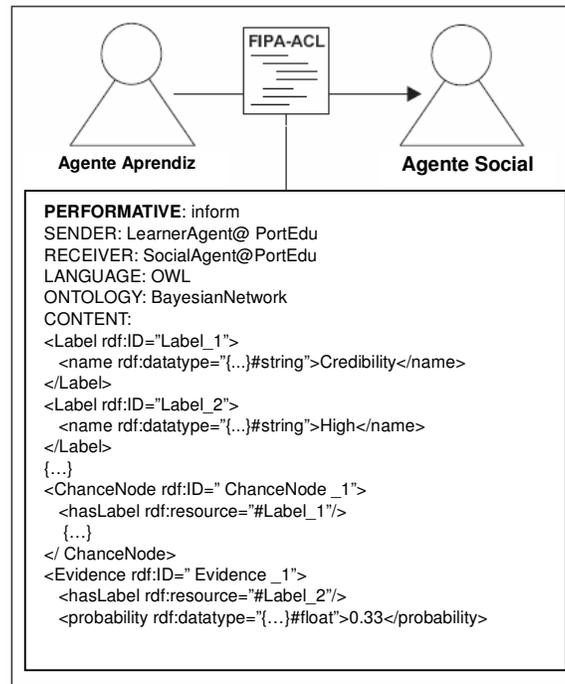 FIPA-ACL
Agente Aprendiz
Agente Social
PERFORMATIVE: inform
SENDER: LearnerAgent@ PortEdu
RECEIVER: SocialAgent@PortEdu
LANGUAGE: OWL
ONTOLOGY: BayesianNetwork
CONTENT:
<Label rdf:ID=”Label_1”>
<name rdf:datatype=”{...}#string”>Credibility</name>
</Label>
<Label rdf:ID=”Label_2”>
<name rdf:datatype=”{...}#string”>High</name>
</Label>
{…}
<ChanceNode rdf:ID=” ChanceNode _1”>
<hasLabel rdf:resource=”#Label_1”/>
{…}
</ ChanceNode>
<Evidence rdf:ID=” Evidence _1”>
<hasLabel rdf:resource=”#Label_2”/>
<probability rdf:datatype=”{…}#float”>0.33</probability>